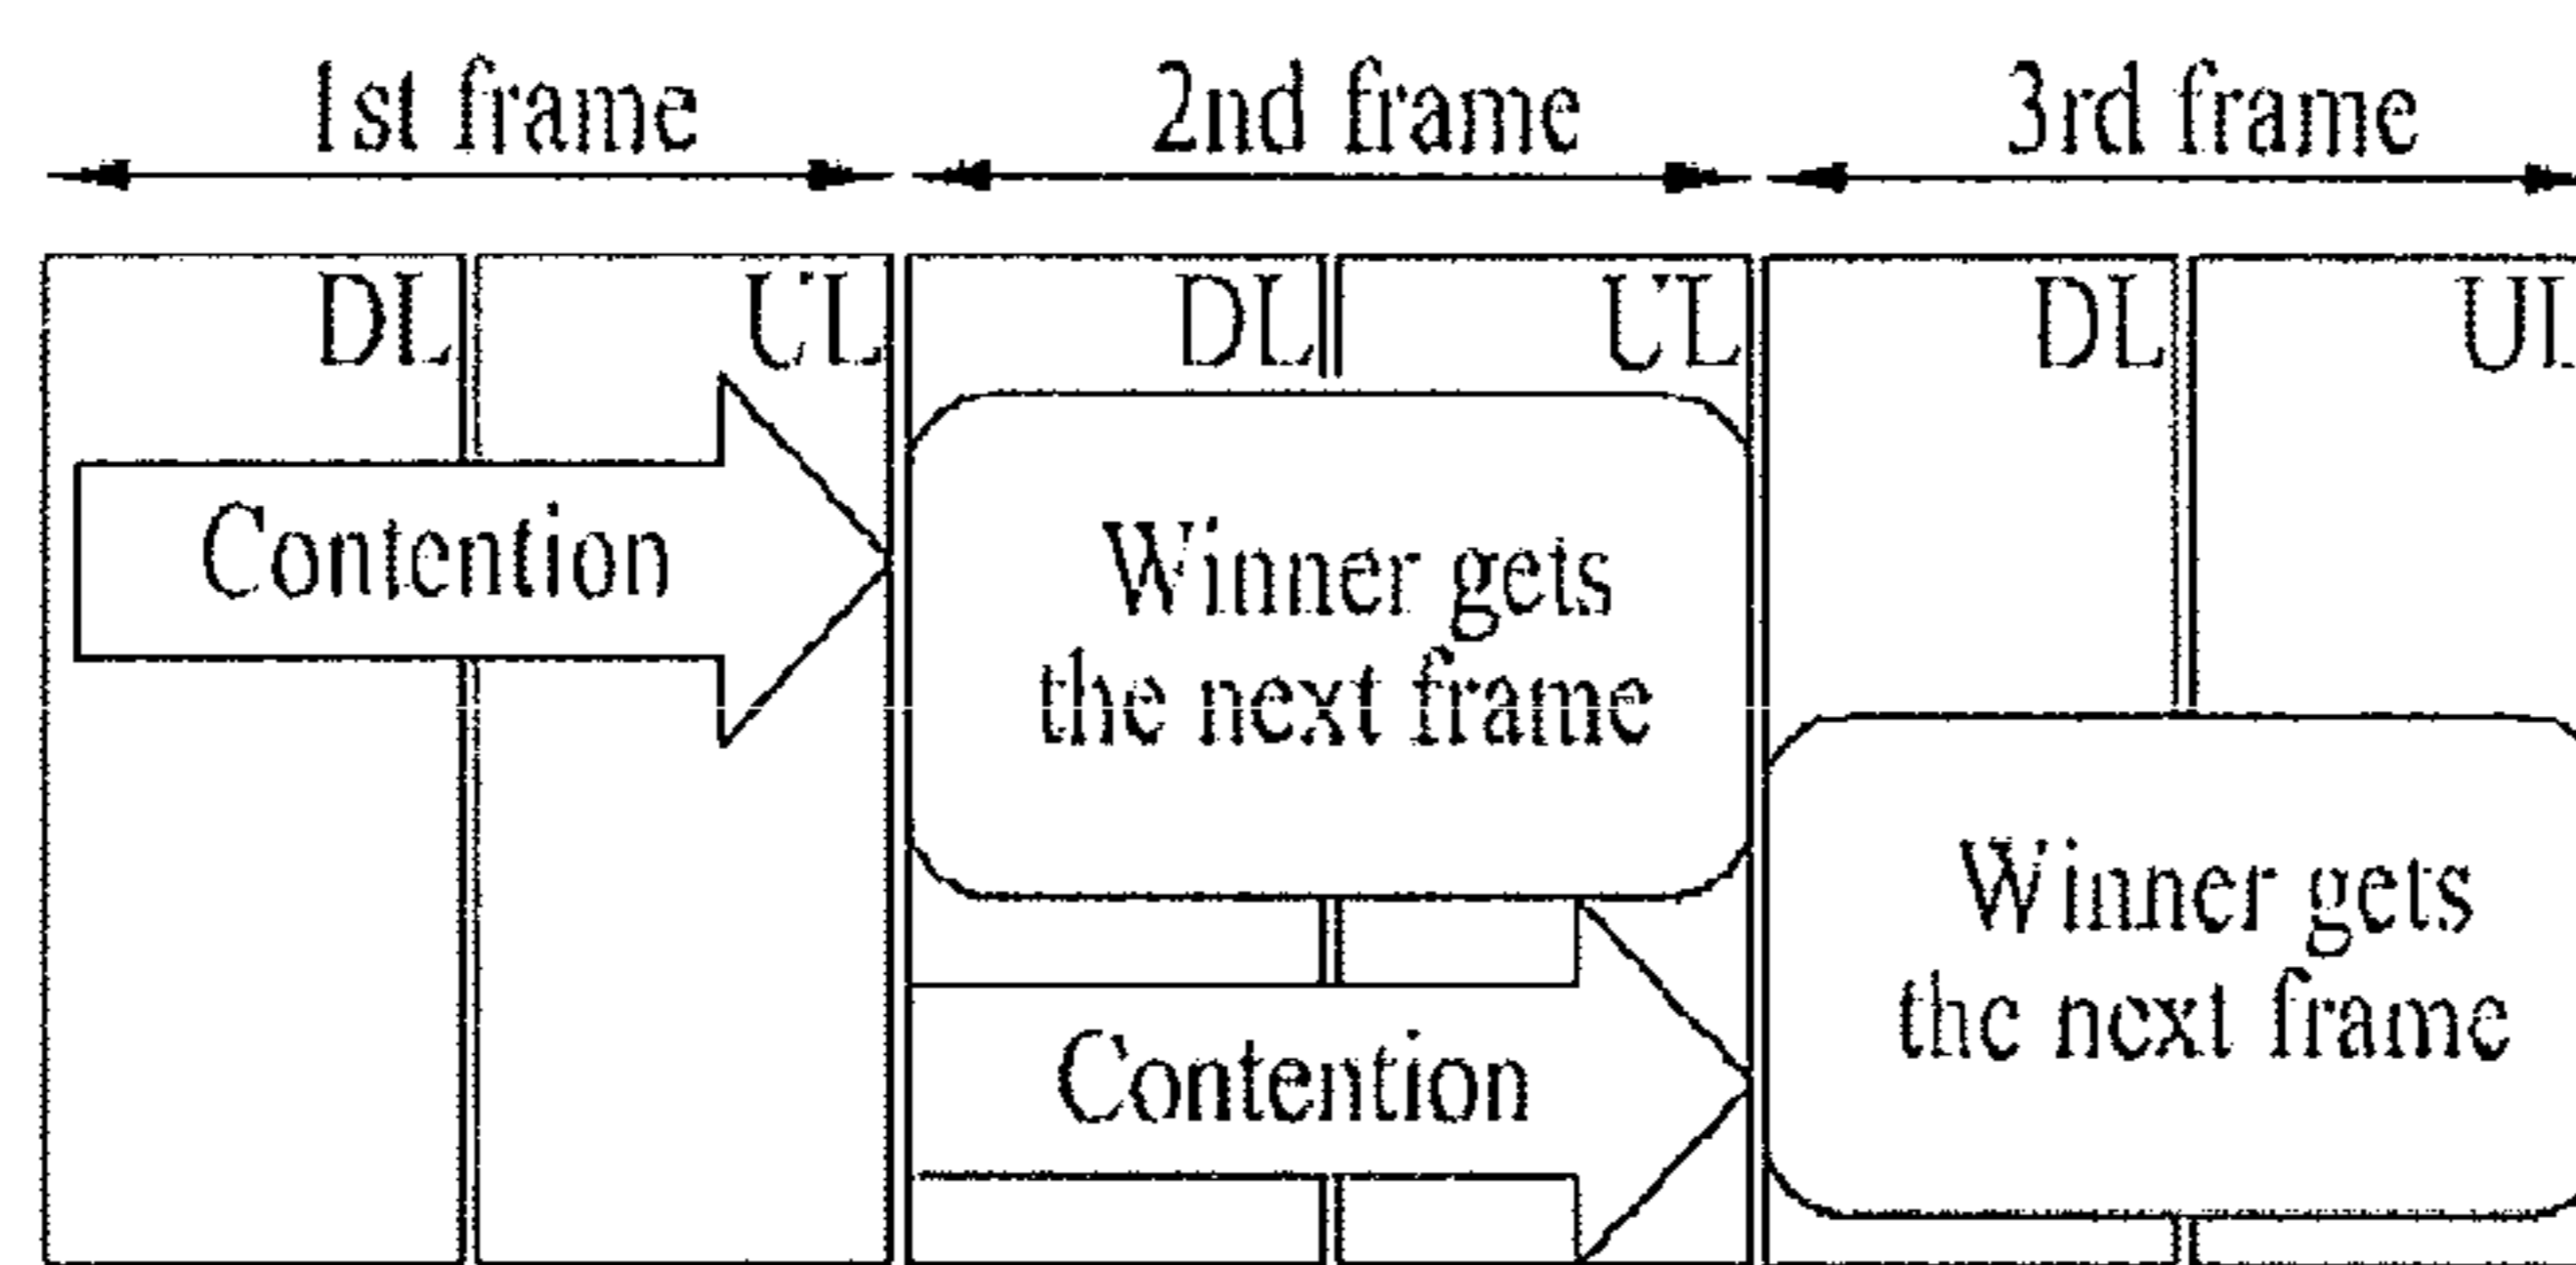 1st frame 2nd frame 3rd frame
DL UL DL UL DL UL
Contention
Winner gets
the next frame
Contention
Winner gets
the next frame